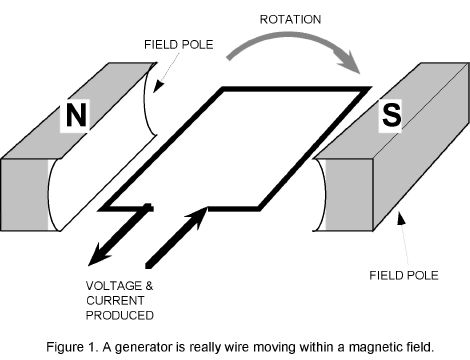 ROTATION
FIELD POLE
N
S
VOLTAGE &
CURRENT
PRODUCED
FIELD POLE
Figure 1. A generator is really wire moving within a magnetic field.